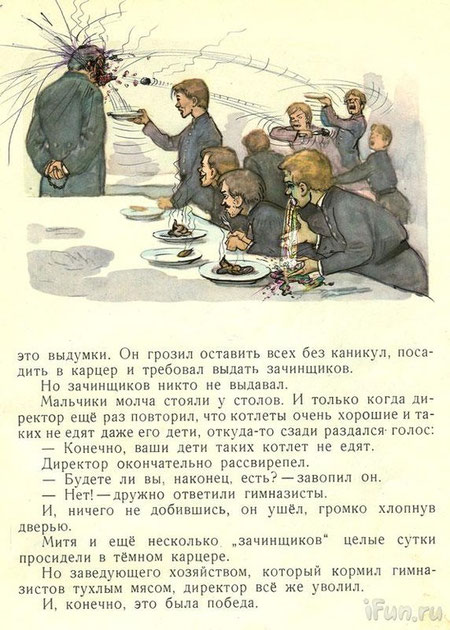 это выдумки. Он грозил оставить всех без каникул, поса-
дить в карцер и требовал выдать зачинщиков.
Но зачинщиков никто не выдавал.
Мальчики молча стояли у столов. И только когда ди-
ректор ещё раз повторил, что котлеты очень хорошие и та-
ких не едят даже его дети, откуда-то сзади раздался голос:
— Конечно, ваши дети таких котлет не едят.
Директор окончательно рассвирепел.
— Будете ли вы, наконец, есть? — завопил он.
— Нет! — дружно ответили гимназисты.
И, ничего не добившись, он ушёл, громко хлопнув
дверью.
Митя и ещё несколько „зачинщиков“ целые сутки
просидели в тёмном карцере.
Но заведующего хозяйством, который кормил гимна-
зистов тухлым мясом, директор всё же уволил.
И, конечно, это была победа.
iFun.ru